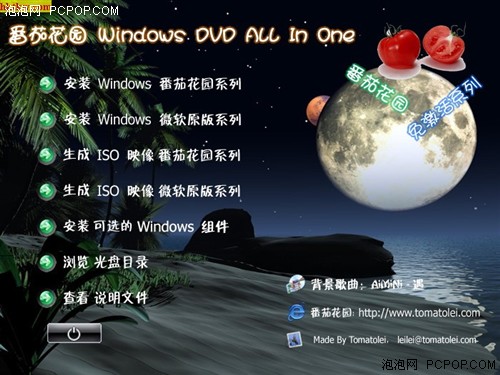 泡泡网 PCPOP.COM
番茄花园 Windows DVD All In One
番茄花园
免激活系列
安装 Windows 番茄花园系列
安装 Windows 微软原版系列
生成 ISO 映像 番茄花园系列
生成 ISO 映像 微软原版系列
安装 可选的 Windows 组件
浏览 光盘目录
查看 说明文件
背景歌曲：AiMiNi - 遇
番茄花园：http://www.tomatolei.com
Made By Tomatolei， leilei@tomatolei.com
泡泡网 PCPOP.COM